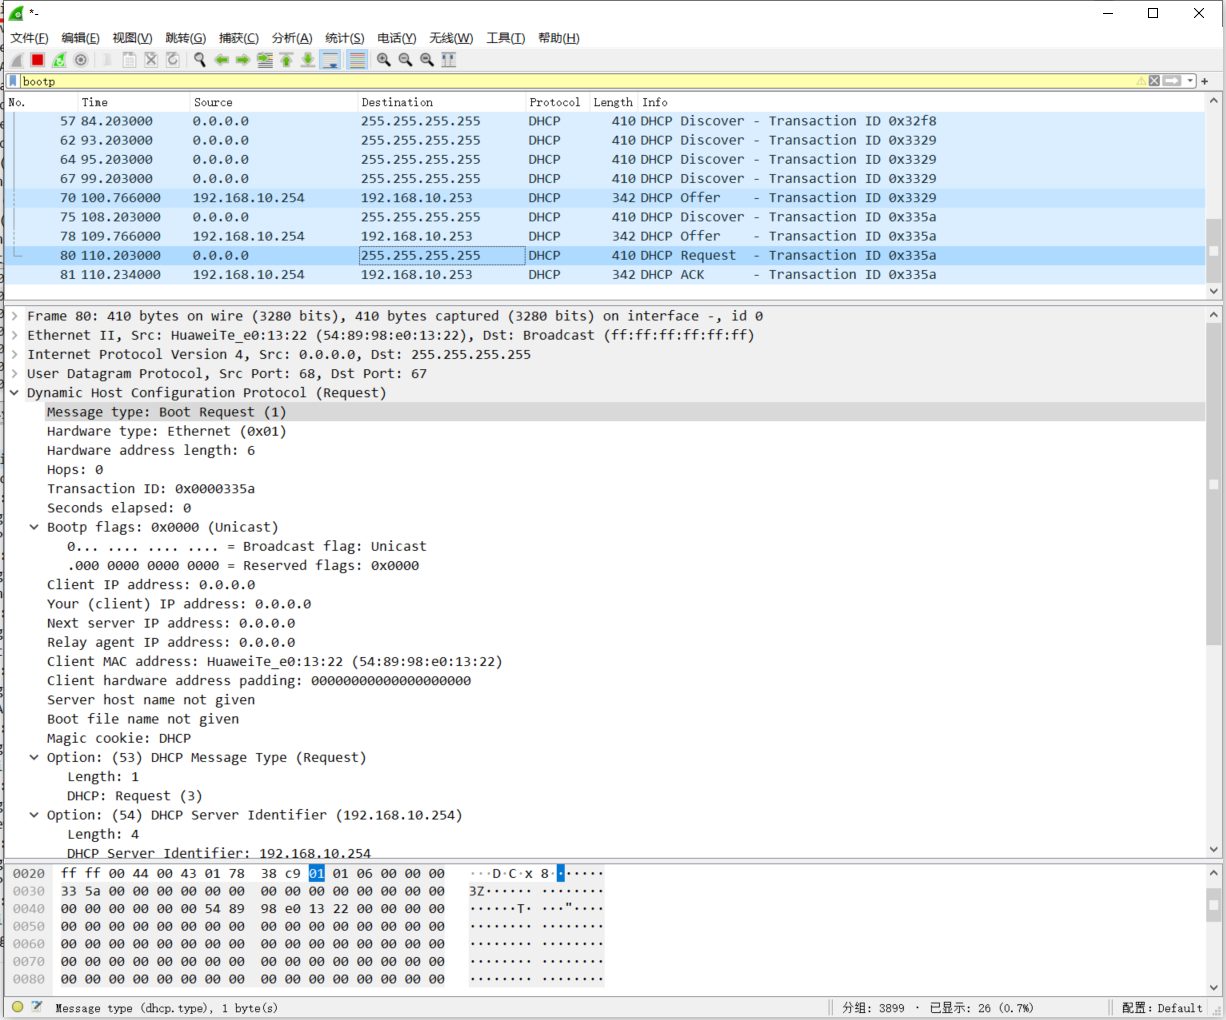 *-
文件(F) 编辑(E) 视图(V) 跳转(G) 捕获(C) 分析(A) 统计(S) 电话(Y) 无线(W) 工具(T) 帮助(H)
bootp
No. Time Source Destination Protocol Length Info
57 84.203000 0.0.0.0 255.255.255.255 DHCP 410 DHCP Discover - Transaction ID 0x32f8
62 93.203000 0.0.0.0 255.255.255.255 DHCP 410 DHCP Discover - Transaction ID 0x3329
64 95.203000 0.0.0.0 255.255.255.255 DHCP 410 DHCP Discover - Transaction ID 0x3329
67 99.203000 0.0.0.0 255.255.255.255 DHCP 410 DHCP Discover - Transaction ID 0x3329
70 100.766000 192.168.10.254 192.168.10.253 DHCP 342 DHCP Offer - Transaction ID 0x3329
75 108.203000 0.0.0.0 255.255.255.255 DHCP 410 DHCP Discover - Transaction ID 0x335a
78 109.766000 192.168.10.254 192.168.10.253 DHCP 342 DHCP Offer - Transaction ID 0x335a
80 110.203000 0.0.0.0 255.255.255.255 DHCP 410 DHCP Request - Transaction ID 0x335a
81 110.234000 192.168.10.254 192.168.10.253 DHCP 342 DHCP ACK - Transaction ID 0x335a
Frame 80: 410 bytes on wire (3280 bits), 410 bytes captured (3280 bits) on interface -, id 0
Ethernet II, Src: HuaweiTe_e0:13:22 (54:89:98:e0:13:22), Dst: Broadcast (ff:ff:ff:ff:ff:ff)
Internet Protocol Version 4, Src: 0.0.0.0, Dst: 255.255.255.255
User Datagram Protocol, Src Port: 68, Dst Port: 67
Dynamic Host Configuration Protocol (Request)
Message type: Boot Request (1)
Hardware type: Ethernet (0x01)
Hardware address length: 6
Hops: 0
Transaction ID: 0x0000335a
Seconds elapsed: 0
Bootp flags: 0x0000 (Unicast)
0... .... .... .... = Broadcast flag: Unicast
.000 0000 0000 0000 = Reserved flags: 0x0000
Client IP address: 0.0.0.0
Your (client) IP address: 0.0.0.0
Next server IP address: 0.0.0.0
Relay agent IP address: 0.0.0.0
Client MAC address: HuaweiTe_e0:13:22 (54:89:98:e0:13:22)
Client hardware address padding: 00000000000000000000
Server host name not given
Boot file name not given
Magic cookie: DHCP
Option: (53) DHCP Message Type (Request)
Length: 1
DHCP: Request (3)
Option: (54) DHCP Server Identifier (192.168.10.254)
Length: 4
DHCP Server Identifier: 192.168.10.254
0020 ff ff 00 44 00 43 01 78 38 c9 01 01 06 00 00 00 ···D·C·x 8·······
0030 33 5a 00 00 00 00 00 00 00 00 00 00 00 00 00 00 3Z······ ········
0040 00 00 00 00 00 00 54 89 98 e0 13 22 00 00 00 00 ······T· ···"····
0050 00 00 00 00 00 00 00 00 00 00 00 00 00 00 00 00 ········ ········
0060 00 00 00 00 00 00 00 00 00 00 00 00 00 00 00 00 ········ ········
0070 00 00 00 00 00 00 00 00 00 00 00 00 00 00 00 00 ········ ········
0080 00 00 00 00 00 00 00 00 00 00 00 00 00 00 00 00 ········ ········
Message type (dhcp.type), 1 byte(s) 分组: 3899 · 已显示: 26 (0.7%) 配置: Default